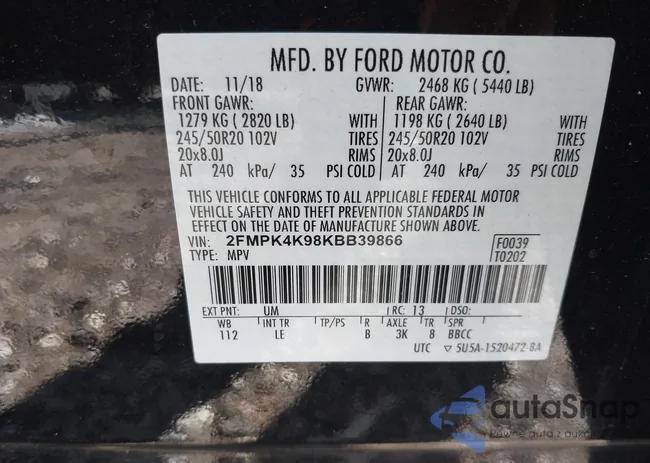 MFD. BY FORD MOTOR CO.
DATE: 11/18 GVWR: 2468 KG ( 5440 LB)
FRONT GAWR: REAR GAWR:
1279 KG ( 2820 LB) WITH 1198 KG ( 2640 LB) WITH
245/50R20 102V TIRES 245/50R20 102V TIRES
20x8.0J RIMS 20x8.0J RIMS
AT 240 kPa/ 35 PSI COLD AT 240 kPa/ 35 PSI COLD
THIS VEHICLE CONFORMS TO ALL APPLICABLE FEDERAL MOTOR
VEHICLE SAFETY AND THEFT PREVENTION STANDARDS IN
EFFECT ON THE DATE OF MANUFACTURE SHOWN ABOVE.
VIN: 2FMPK4K98KBB39866 F0039
TYPE: MPV T0202
EXT PNT: UM RC: 13 DSO:
WB INT TR TP/PS R AXLE TR SPR
112 LE B 3K 8 BBCC
UTC ▽ 5U5A-1520472-BA
autaSnap
Pewne auta z austrii